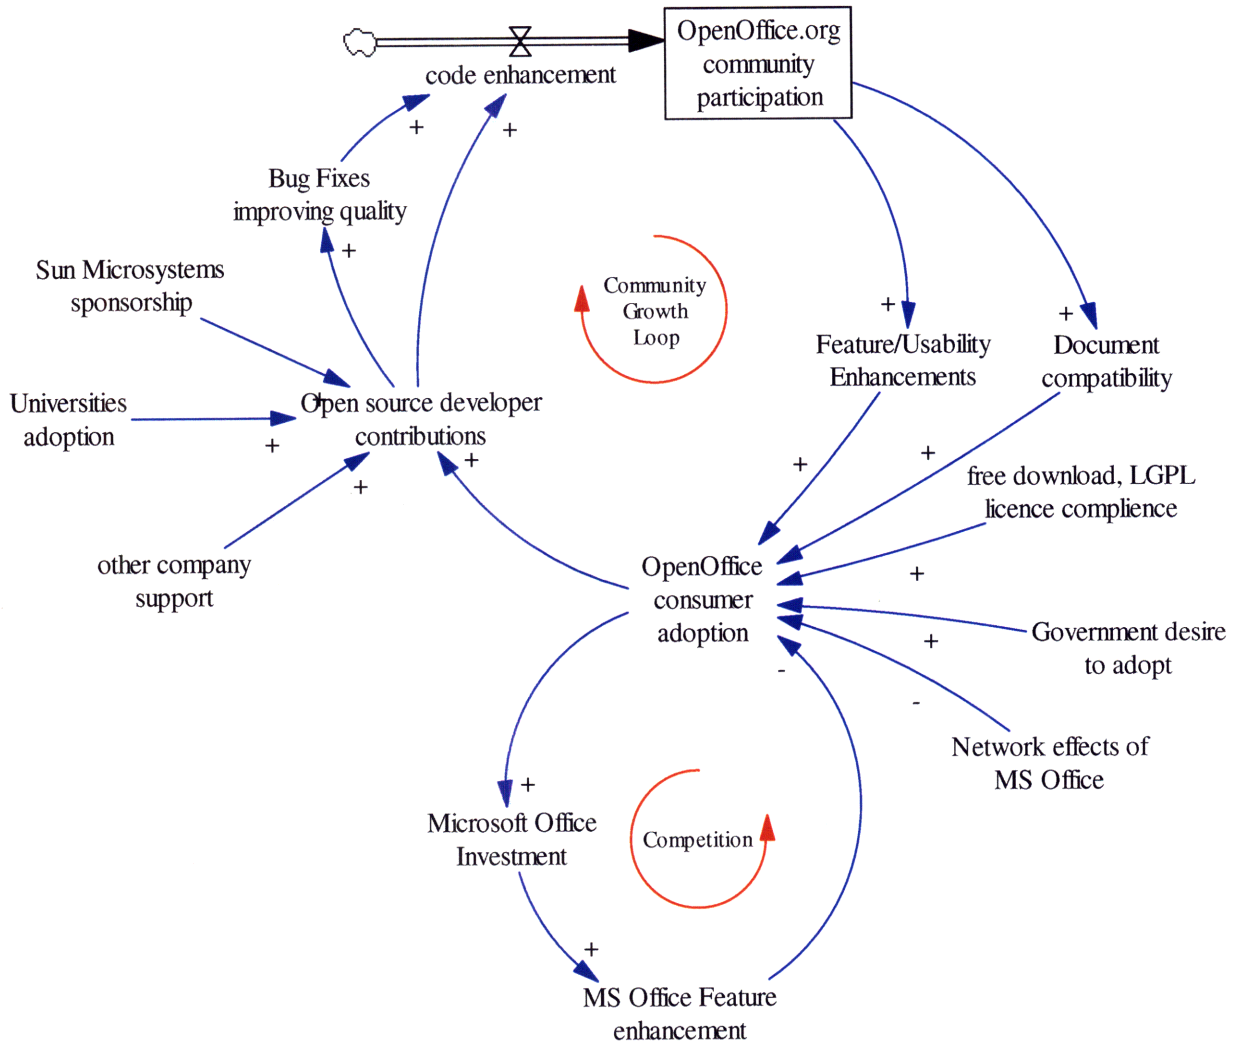 OpenOffice.org
community
participation
code enhancement
+
+
Bug Fixes
improving quality
+
Sun Microsystems
sponsorship
Community
Growth
Loop
+
+
Feature/Usability
Enhancements
Document
compatibility
Universities
adoption
+
Open source developer
contributions
+
+
+
+
+
free download, LGPL
licence complience
other company
support
OpenOffice
consumer
adoption
+
+
Government desire
to adopt
-
-
Network effects of
MS Office
+
Microsoft Office
Investment
Competition
+
MS Office Feature
enhancement